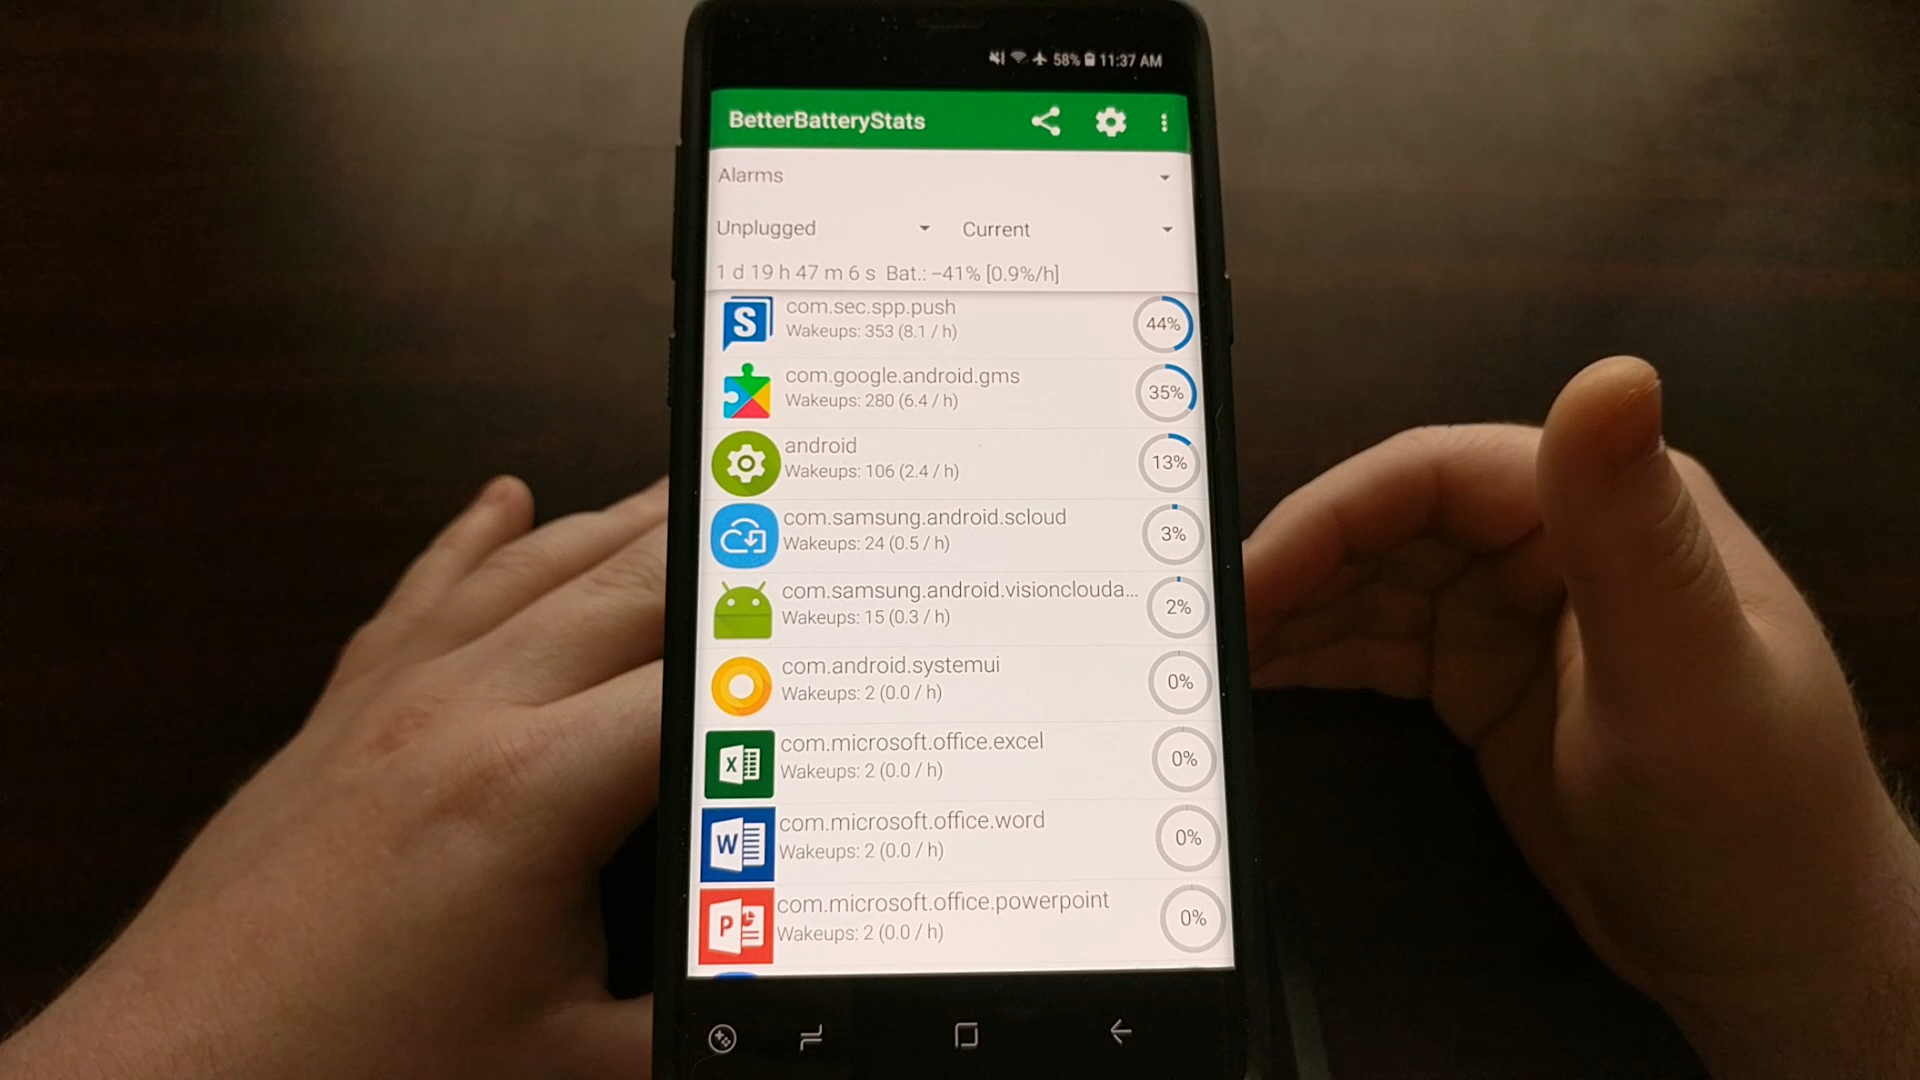 58% 11:37 AM
BetterBatteryStats
Alarms
Unplugged Current
1 d 19 h 47 m 6 s Bat.: –41% [0.9%/h]
S com.sec.spp.push
Wakeups: 353 (8.1 / h) 44%
com.google.android.gms
Wakeups: 280 (6.4 / h) 35%
android
Wakeups: 106 (2.4 / h) 13%
com.samsung.android.scloud
Wakeups: 24 (0.5 / h) 3%
com.samsung.android.visionclouda...
Wakeups: 15 (0.3 / h) 2%
com.android.systemui
Wakeups: 2 (0.0 / h) 0%
X com.microsoft.office.excel
Wakeups: 2 (0.0 / h) 0%
W com.microsoft.office.word
Wakeups: 2 (0.0 / h) 0%
P com.microsoft.office.powerpoint
Wakeups: 2 (0.0 / h) 0%